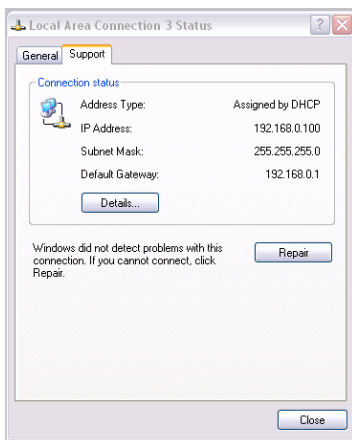 Local Area Connection 3 Status
General Support
Connection status
Address Type: Assigned by DHCP
IP Address: 192.168.0.100
Subnet Mask: 255.255.255.0
Default Gateway: 192.168.0.1
Details...
Windows did not detect problems with this
connection. If you cannot connect, click
Repair.
Repair
Close